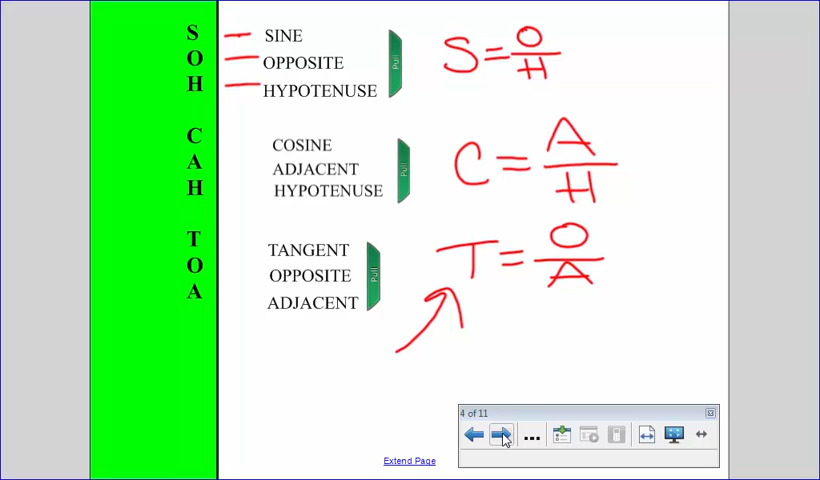 S SINE
O OPPOSITE
H HYPOTENUSE
Pull
S = O/H
C COSINE
A ADJACENT
H HYPOTENUSE
Pull
C = A/H
T TANGENT
O OPPOSITE
A ADJACENT
Pull
T = O/A
4 of 11
...
Extend Page